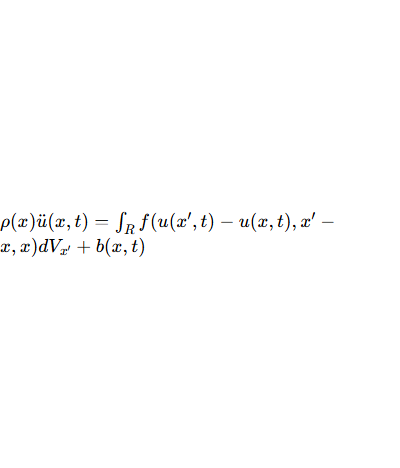 ρ(x)ü(x, t) = ∫_R f(u(x′, t) − u(x, t), x′ −
x, x)dV_{x′} + b(x, t)